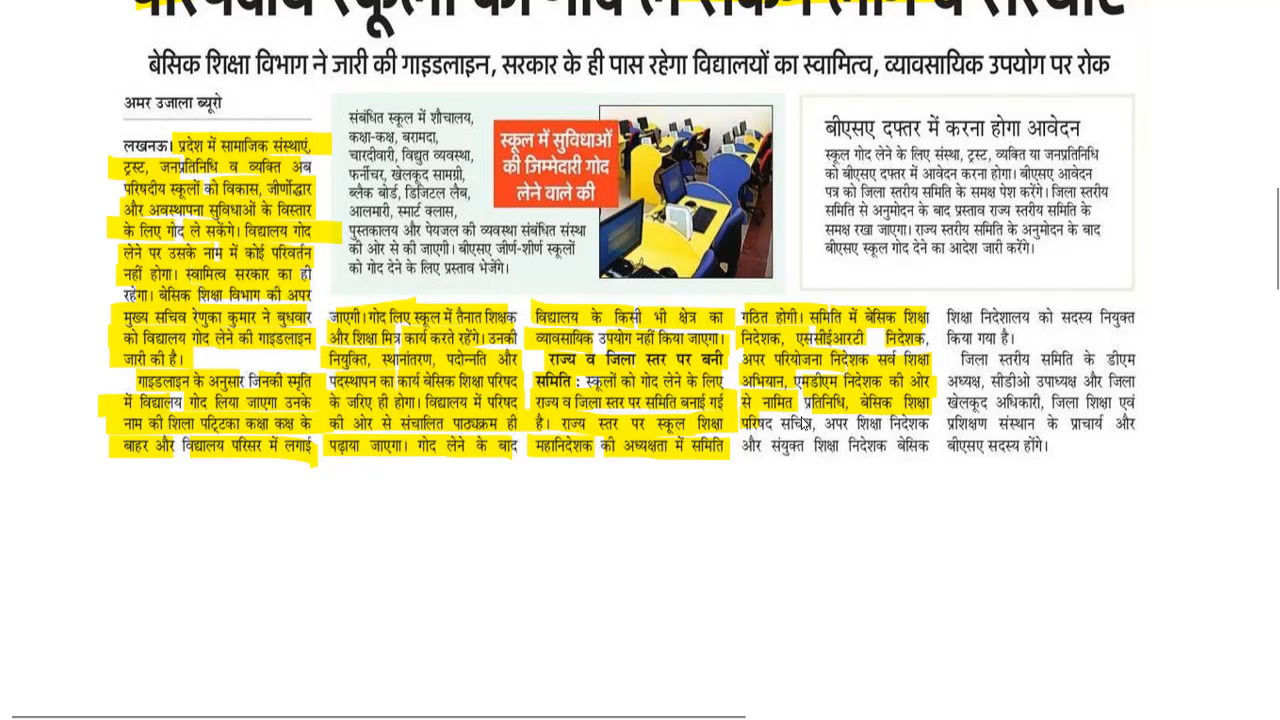 परिषदीय स्कूलों को गोद ले सकेंगे लोग व संस्थाएं
बेसिक शिक्षा विभाग ने जारी की गाइडलाइन, सरकार के ही पास रहेगा विद्यालयों का स्वामित्व, व्यावसायिक उपयोग पर रोक
अमर उजाला ब्यूरो
लखनऊ। प्रदेश में सामाजिक संस्थाएं,
ट्रस्ट, जनप्रतिनिधि व व्यक्ति अब
परिषदीय स्कूलों को विकास, जीर्णोद्धार
और अवस्थापना सुविधाओं के विस्तार
के लिए गोद ले सकेंगे। विद्यालय गोद
लेने पर उसके नाम में कोई परिवर्तन
नहीं होगा। स्वामित्व सरकार का ही
रहेगा। बेसिक शिक्षा विभाग की अपर
मुख्य सचिव रेणुका कुमार ने बुधवार
को विद्यालय गोद लेने की गाइडलाइन
जारी की है।
गाइडलाइन के अनुसार जिनकी स्मृति
में विद्यालय गोद लिया जाएगा उनके
नाम की शिला पट्टिका कक्षा कक्ष के
बाहर और विद्यालय परिसर में लगाई
संबंधित स्कूल में शौचालय,
कक्षा-कक्ष, बरामदा,
चारदीवारी, विद्युत व्यवस्था,
फर्नीचर, खेलकूद सामग्री,
ब्लैक बोर्ड, डिजिटल लैब,
आलमारी, स्मार्ट क्लास,
पुस्तकालय और पेयजल की व्यवस्था संबंधित संस्था
की ओर से की जाएगी। बीएसए जीर्ण-शीर्ण स्कूलों
को गोद देने के लिए प्रस्ताव भेजेंगे।
स्कूल में सुविधाओं
की जिम्मेदारी गोद
लेने वाले की
बीएसए दफ्तर में करना होगा आवेदन
स्कूल गोद लेने के लिए संस्था, ट्रस्ट, व्यक्ति या जनप्रतिनिधि
को बीएसए दफ्तर में आवेदन करना होगा। बीएसए आवेदन
पत्र को जिला स्तरीय समिति के समक्ष पेश करेंगे। जिला स्तरीय
समिति से अनुमोदन के बाद प्रस्ताव राज्य स्तरीय समिति के
समक्ष रखा जाएगा। राज्य स्तरीय समिति के अनुमोदन के बाद
बीएसए स्कूल गोद देने का आदेश जारी करेंगे।
जाएगी। गोद लिए स्कूल में तैनात शिक्षक
और शिक्षा मित्र कार्य करते रहेंगे। उनकी
नियुक्ति, स्थानांतरण, पदोन्नति और
पदस्थापन का कार्य बेसिक शिक्षा परिषद
के जरिए ही होगा। विद्यालय में परिषद
की ओर से संचालित पाठ्यक्रम ही
पढ़ाया जाएगा। गोद लेने के बाद
विद्यालय के किसी भी क्षेत्र का
व्यावसायिक उपयोग नहीं किया जाएगा।
राज्य व जिला स्तर पर बनी
समिति : स्कूलों को गोद लेने के लिए
राज्य व जिला स्तर पर समिति बनाई गई
है। राज्य स्तर पर स्कूल शिक्षा
महानिदेशक की अध्यक्षता में समिति
गठित होगी। समिति में बेसिक शिक्षा
निदेशक, एससीईआरटी निदेशक,
अपर परियोजना निदेशक सर्व शिक्षा
अभियान, एमडीएम निदेशक की ओर
से नामित प्रतिनिधि, बेसिक शिक्षा
परिषद सचिव, अपर शिक्षा निदेशक
और संयुक्त शिक्षा निदेशक बेसिक
शिक्षा निदेशालय को सदस्य नियुक्त
किया गया है।
जिला स्तरीय समिति के डीएम
अध्यक्ष, सीडीओ उपाध्यक्ष और जिला
खेलकूद अधिकारी, जिला शिक्षा एवं
प्रशिक्षण संस्थान के प्राचार्य और
बीएसए सदस्य होंगे।